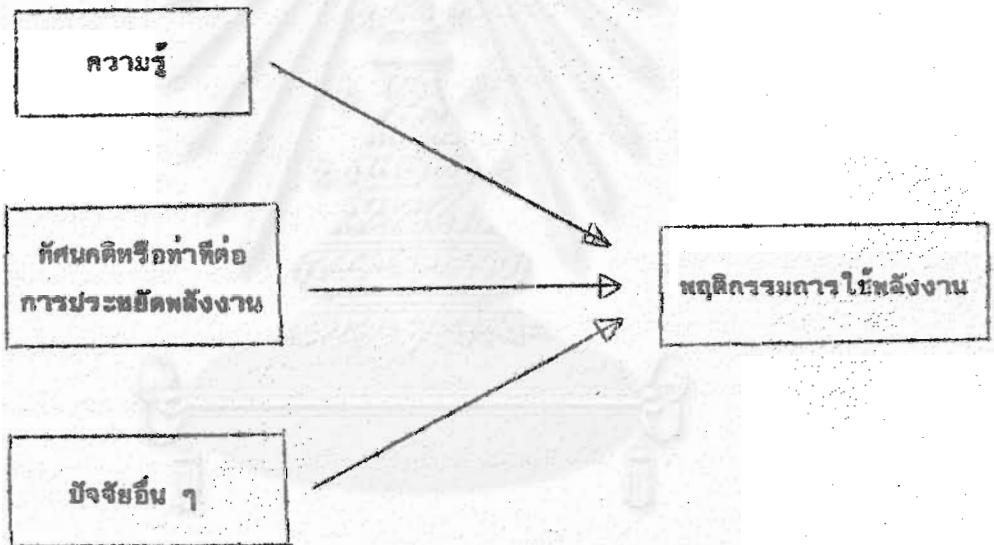 ความรู้
ทัศนคติหรือท่าทีต่อ
การประหยัดพลังงาน
พฤติกรรมการใช้พลังงาน
ปัจจัยอื่น ๆ